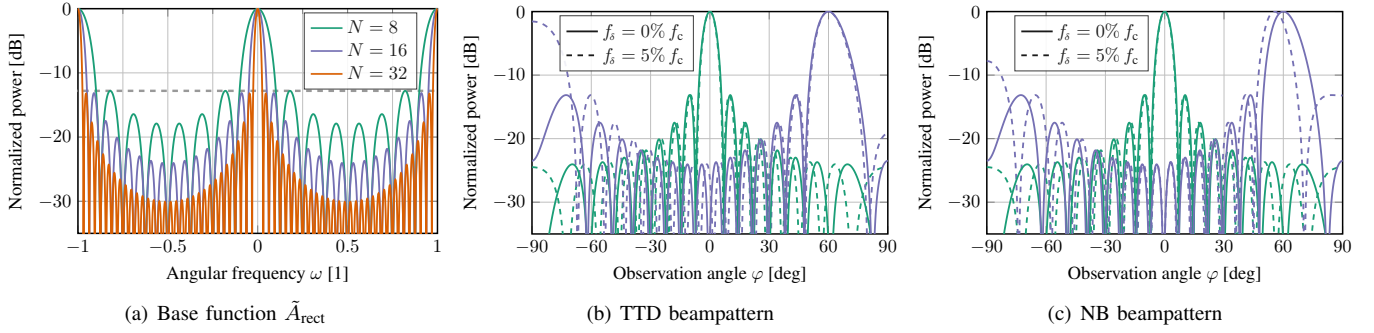 Normalized power [dB]
0
−10
−20
−30
N = 8
N = 16
N = 32
−1
−0.5
0
0.5
1
Angular frequency ω [1]
(a) Base function Ã_rect
Normalized power [dB]
0
−10
−20
−30
f_δ = 0% f_c
f_δ = 5% f_c
−90
−60
−30
0
30
60
90
Observation angle φ [deg]
(b) TTD beampattern
Normalized power [dB]
0
−10
−20
−30
f_δ = 0% f_c
f_δ = 5% f_c
−90
−60
−30
0
30
60
90
Observation angle φ [deg]
(c) NB beampattern